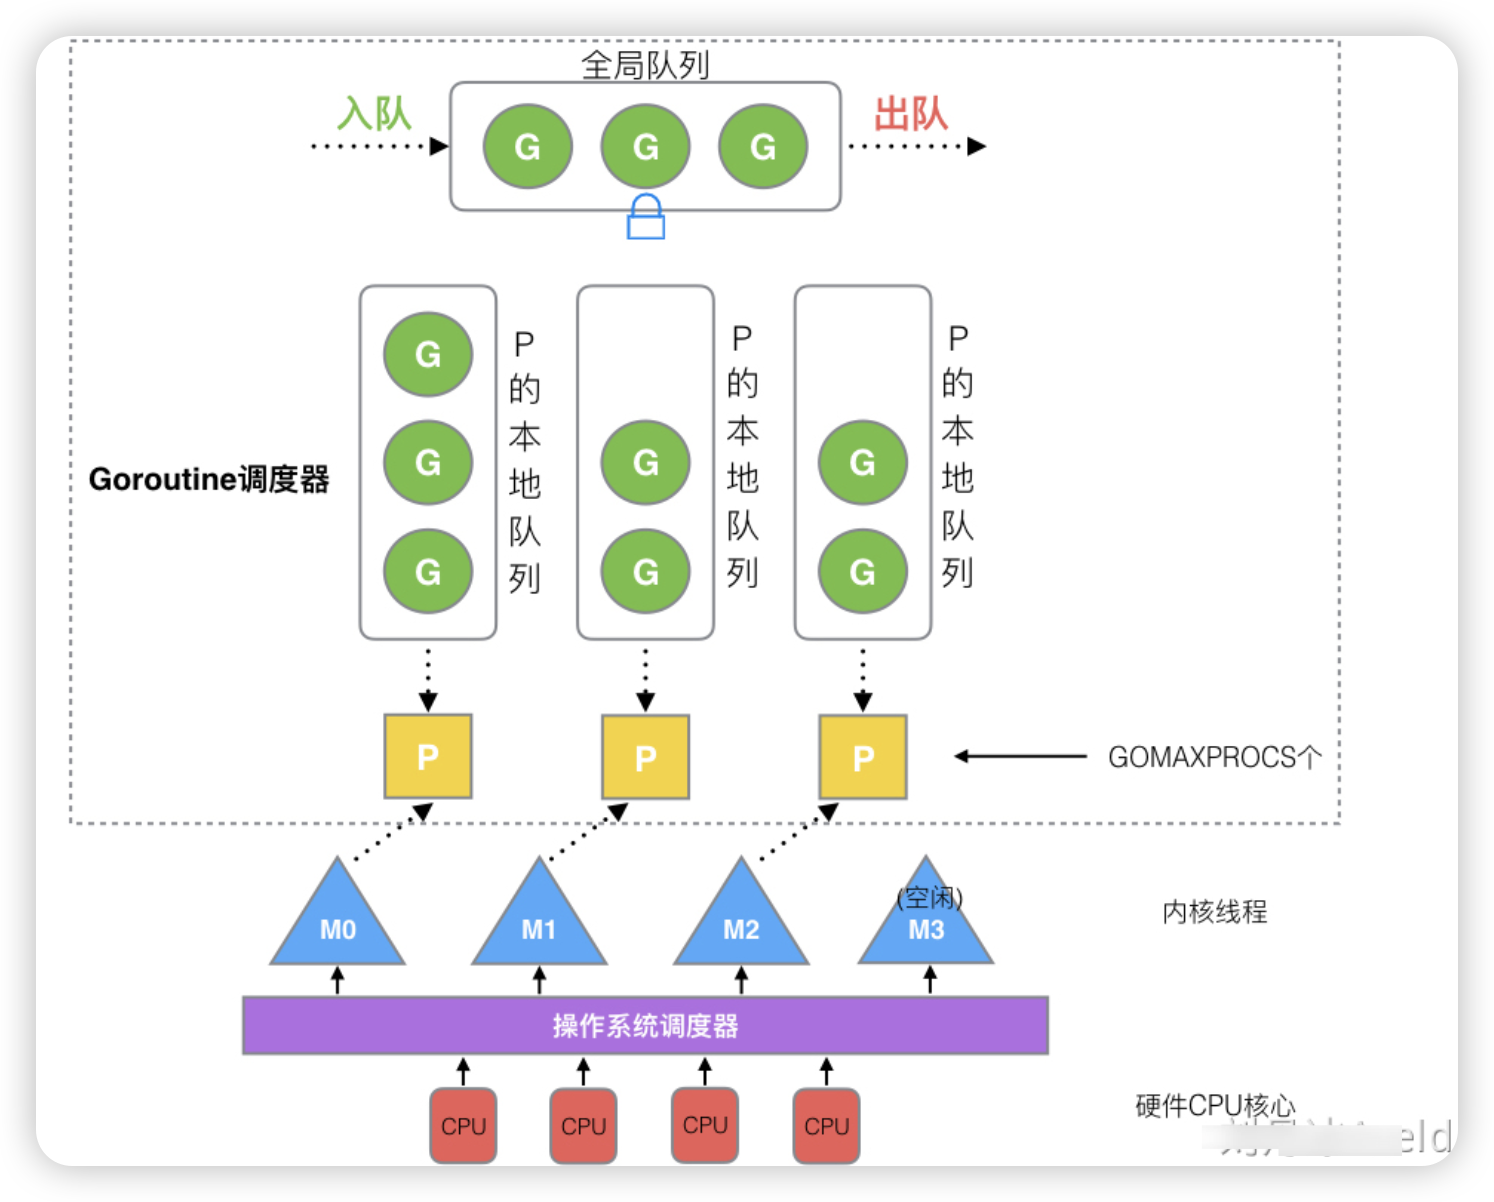 全局队列
入队
出队
G G G
P的本地队列
P的本地队列
P的本地队列
G
G G G
G G G
Goroutine调度器
P P P
GOMAXPROCS个
(空闲)
M0 M1 M2 M3
内核线程
操作系统调度器
CPU CPU CPU CPU
硬件CPU核心